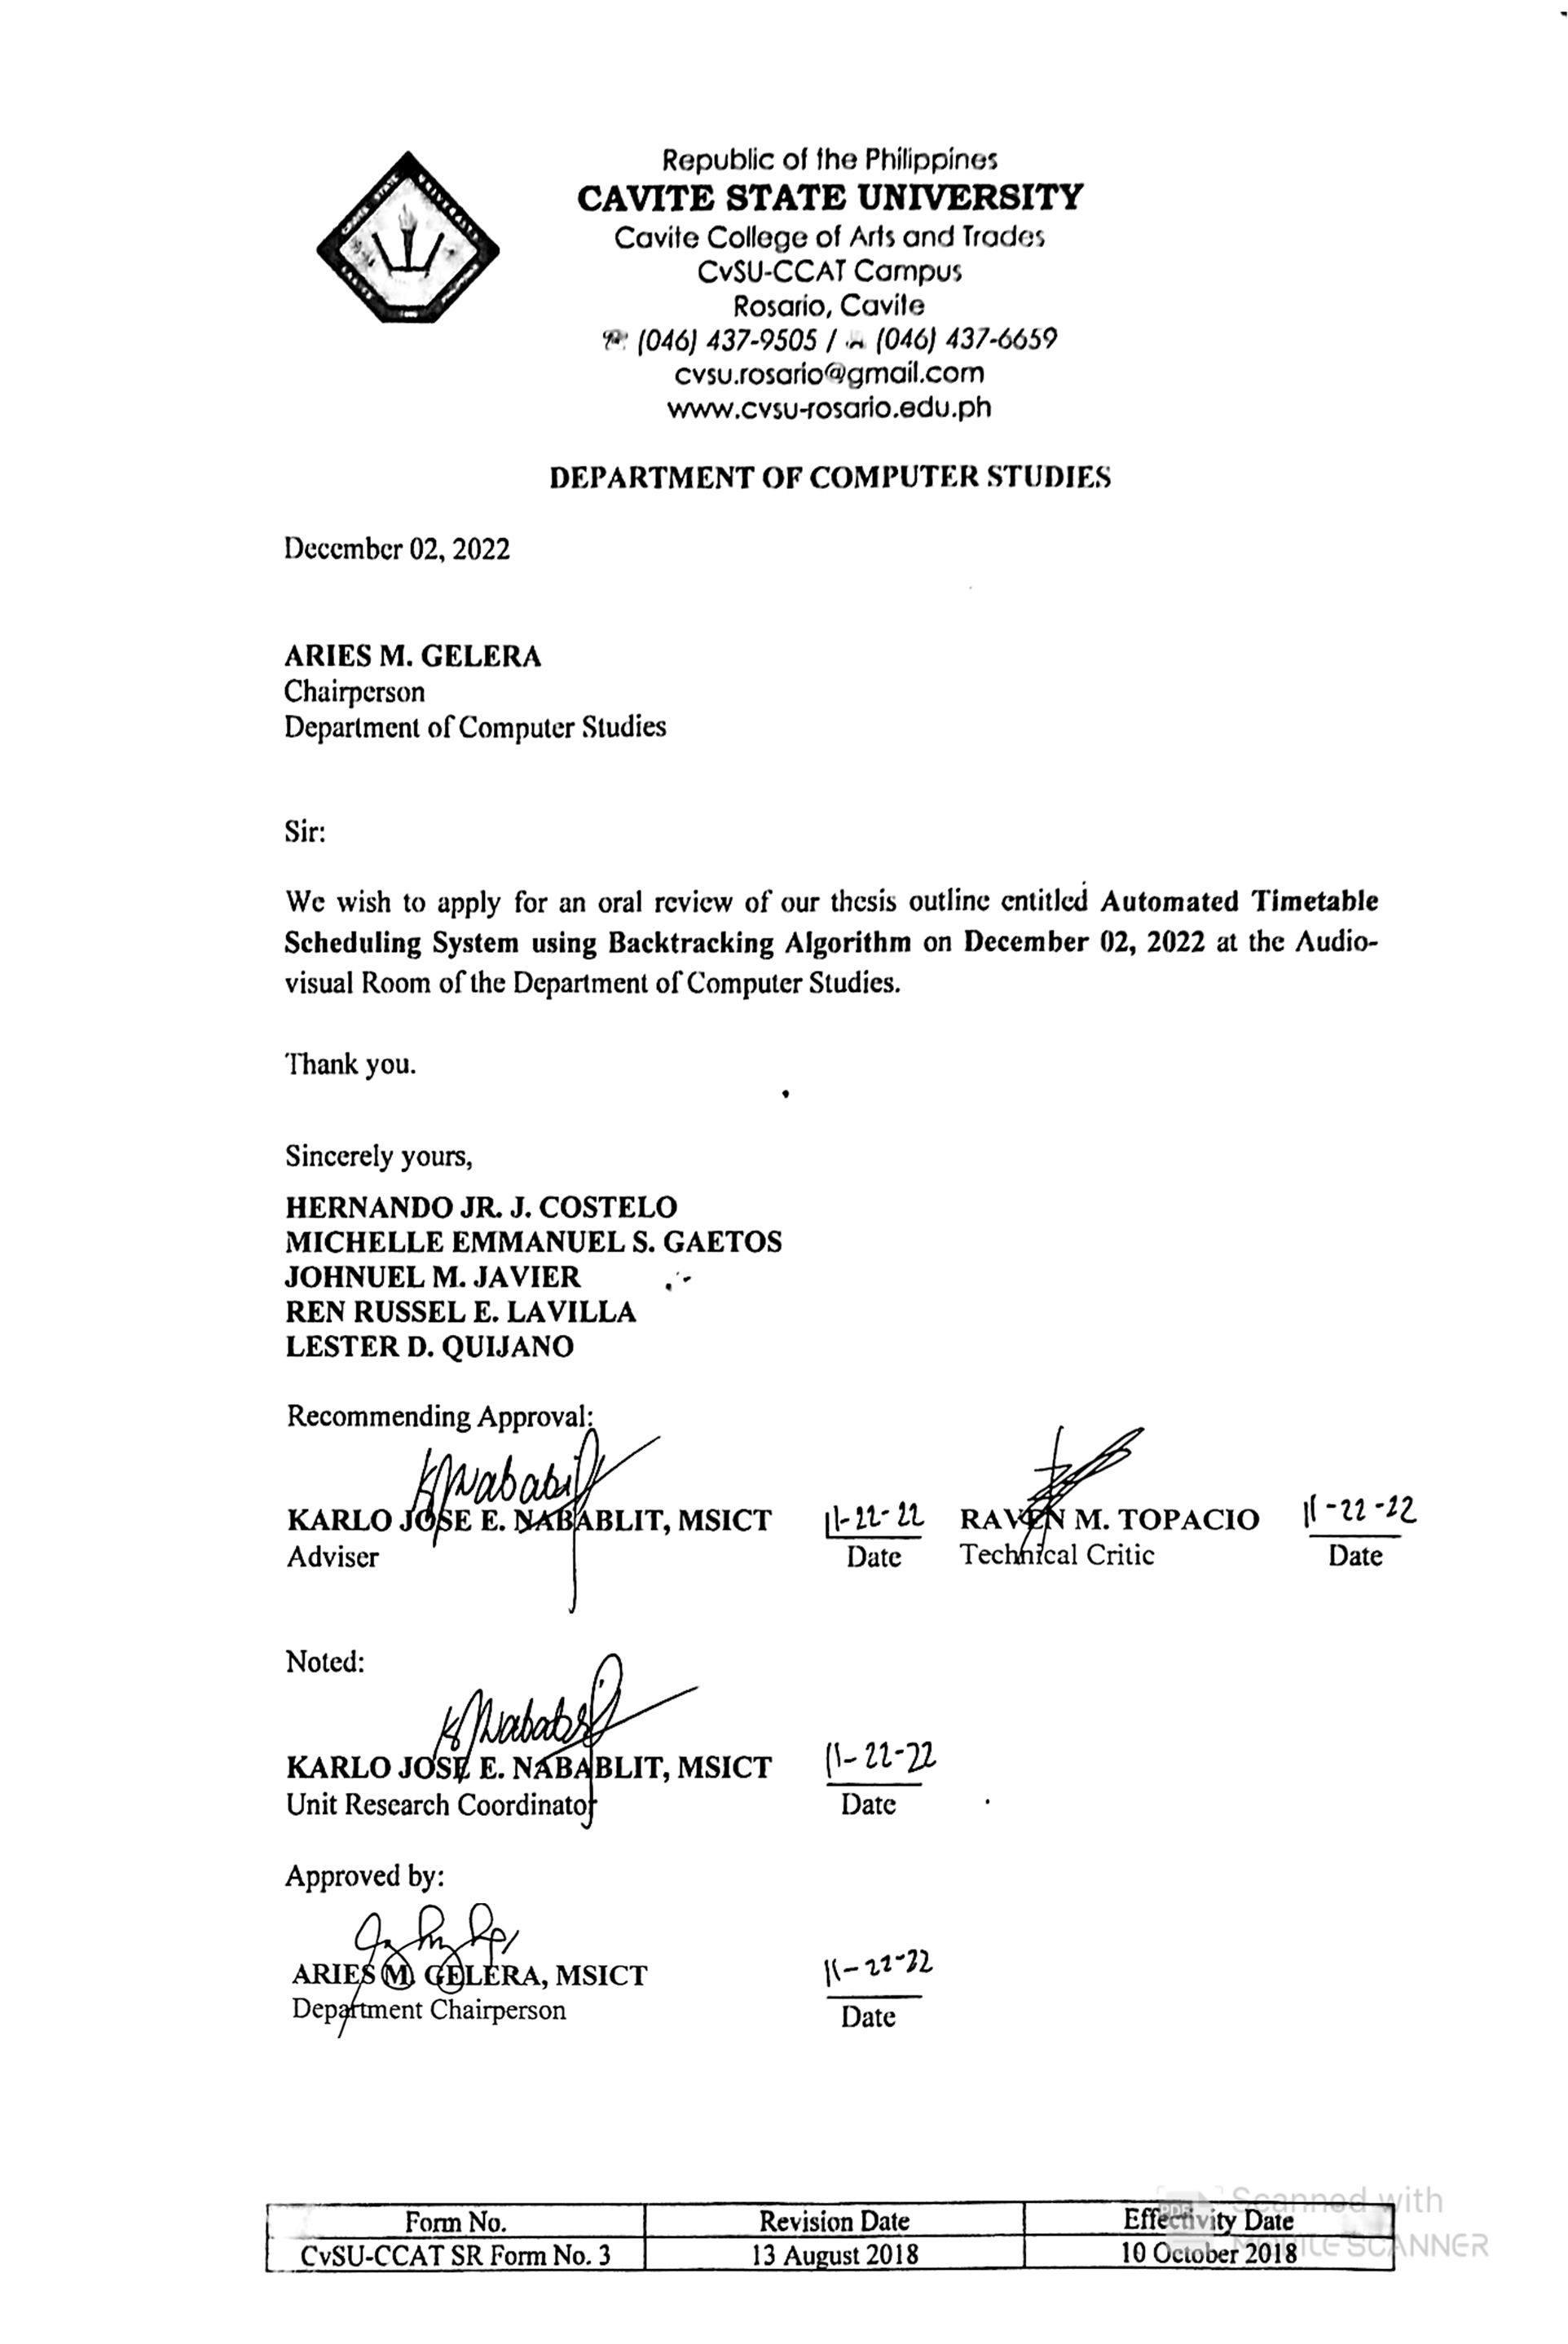 Republic of the Philippines
CAVITE STATE UNIVERSITY
Cavite College of Arts and Trades
CvSU-CCAT Campus
Rosario, Cavite
(046) 437-9505 / (046) 437-6659
cvsu.rosario@gmail.com
www.cvsu-rosario.edu.ph
DEPARTMENT OF COMPUTER STUDIES
December 02, 2022
ARIES M. GELERA
Chairperson
Department of Computer Studies
Sir:
We wish to apply for an oral review of our thesis outline entitled Automated Timetable
Scheduling System using Backtracking Algorithm on December 02, 2022 at the Audio-
visual Room of the Department of Computer Studies.
Thank you.
Sincerely yours,
HERNANDO JR. J. COSTELO
MICHELLE EMMANUEL S. GAETOS
JOHNUEL M. JAVIER
REN RUSSEL E. LAVILLA
LESTER D. QUIJANO
Recommending Approval:
KARLO JOSE E. NABABLIT, MSICT 11-22-22 RAVEN M. TOPACIO 11-22-22
Adviser Date Technical Critic Date
Noted:
KARLO JOSE E. NABABLIT, MSICT 11-22-22
Unit Research Coordinator Date
Approved by:
ARIES M. GELERA, MSICT 11-22-22
Department Chairperson Date
Form No. Revision Date Effectivity Date
CvSU-CCAT SR Form No. 3 13 August 2018 10 October 2018
Scanned with
MOBILE SCANNER